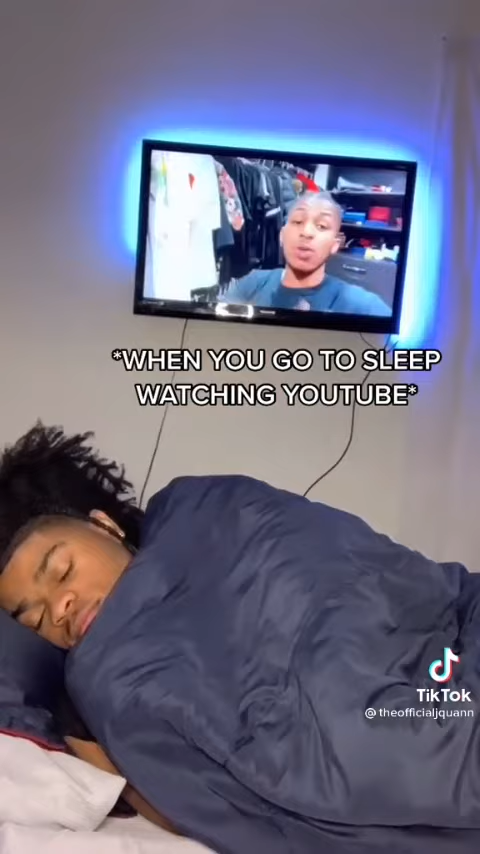 *WHEN YOU GO TO SLEEP
WATCHING YOUTUBE*
TikTok
@theofficialjquann